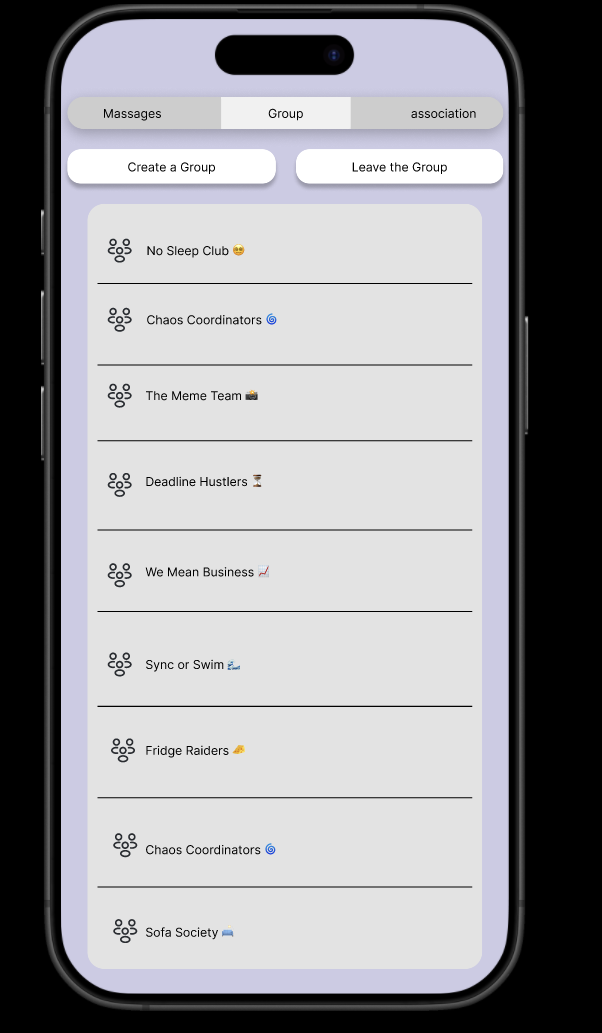 Massages Group association
Create a Group Leave the Group
No Sleep Club 😵‍💫
Chaos Coordinators 🌀
The Meme Team 📸
Deadline Hustlers ⏳
We Mean Business 📈
Sync or Swim 🌊
Fridge Raiders 🧀
Chaos Coordinators 🌀
Sofa Society 🛋️